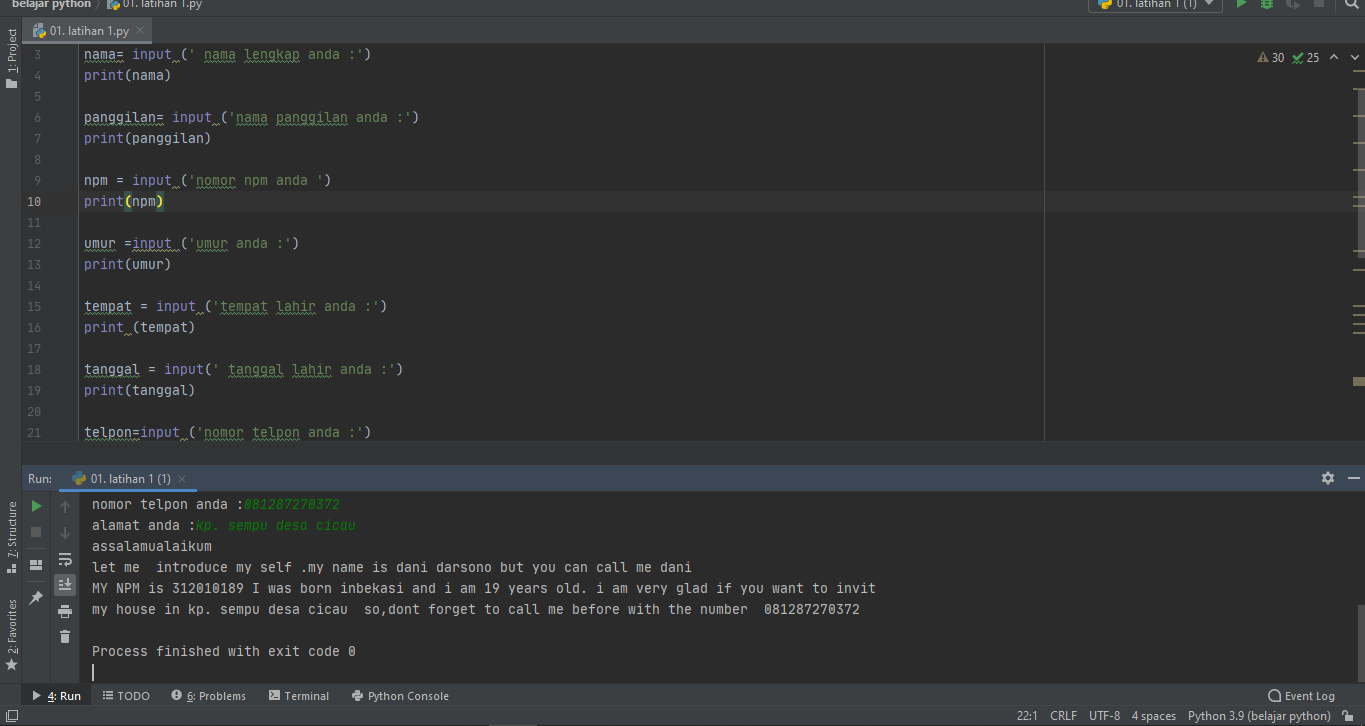 belajar python
01. latihan 1.py
01. latihan 1 (1)
1: Project
01. latihan 1.py
30
25
3 nama= input (' nama lengkap anda :')
4 print(nama)
5
6 panggilan= input ('nama panggilan anda :')
7 print(panggilan)
8
9 npm = input ('nomor npm anda ')
10 print(npm)
11
12 umur =input ('umur anda :')
13 print(umur)
14
15 tempat = input ('tempat lahir anda :')
16 print (tempat)
17
18 tanggal = input(' tanggal lahir anda :')
19 print(tanggal)
20
21 telpon=input ('nomor telpon anda :')
Run: 01. latihan 1 (1)
7: Structure
2: Favorites
nomor telpon anda :081287270372
alamat anda :kp. sempu desa cicau
assalamualaikum
let me  introduce my self .my name is dani darsono but you can call me dani
MY NPM is 312010189 I was born inbekasi and i am 19 years old. i am very glad if you want to invit
my house in kp. sempu desa cicau  so,dont forget to call me before with the number  081287270372
Process finished with exit code 0
4: Run
TODO
6: Problems
Terminal
Python Console
Event Log
22:1 CRLF UTF-8 4 spaces Python 3.9 (belajar python)